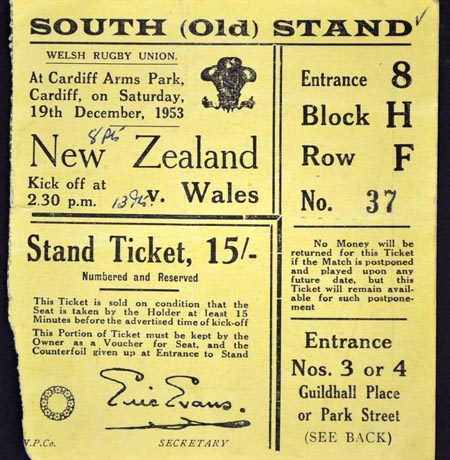 SOUTH (Old) STAND
WELSH RUGBY UNION.
At Cardiff Arms Park,
Cardiff, on Saturday,
19th December, 1953
8 Pts
New Zealand
Kick off at
2.30 p.m.
13 Pts
v. Wales
Stand Ticket, 15/-
Numbered and Reserved
This Ticket is sold on condition that the
Seat is taken by the Holder at least 15
Minutes before the advertised time of kick-off
This Portion of Ticket must be kept by the
Owner as a Voucher for Seat, and the
Counterfoil given up at Entrance to Stand
Eric Evans.
V.P.Co.
SECRETARY
Entrance 8
Block H
Row F
No. 37
No Money will be
returned for this Ticket
if the Match is postponed
and played upon any
future date, but this
Ticket will remain avail-
able for such postpone-
ment
Entrance
Nos. 3 or 4
Guildhall Place
or Park Street
(SEE BACK)